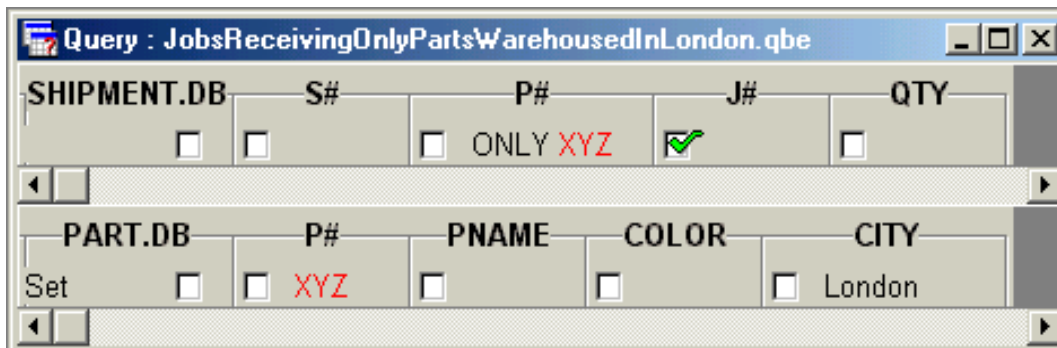 Query : JobsReceivingOnlyPartsWarehousedInLondon.qbe
SHIPMENT.DB S# P# J# QTY
ONLY XYZ
PART.DB P# PNAME COLOR CITY
Set XYZ London